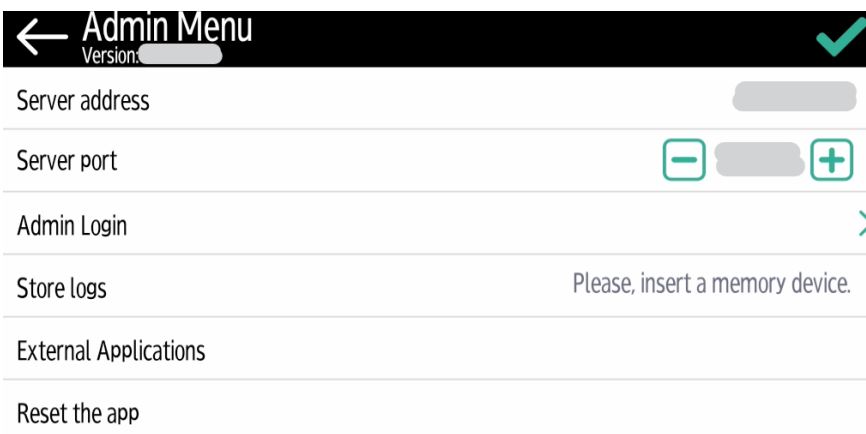 Admin Menu
Version:
Server address
Server port
Admin Login
Store logs
Please, insert a memory device.
External Applications
Reset the app